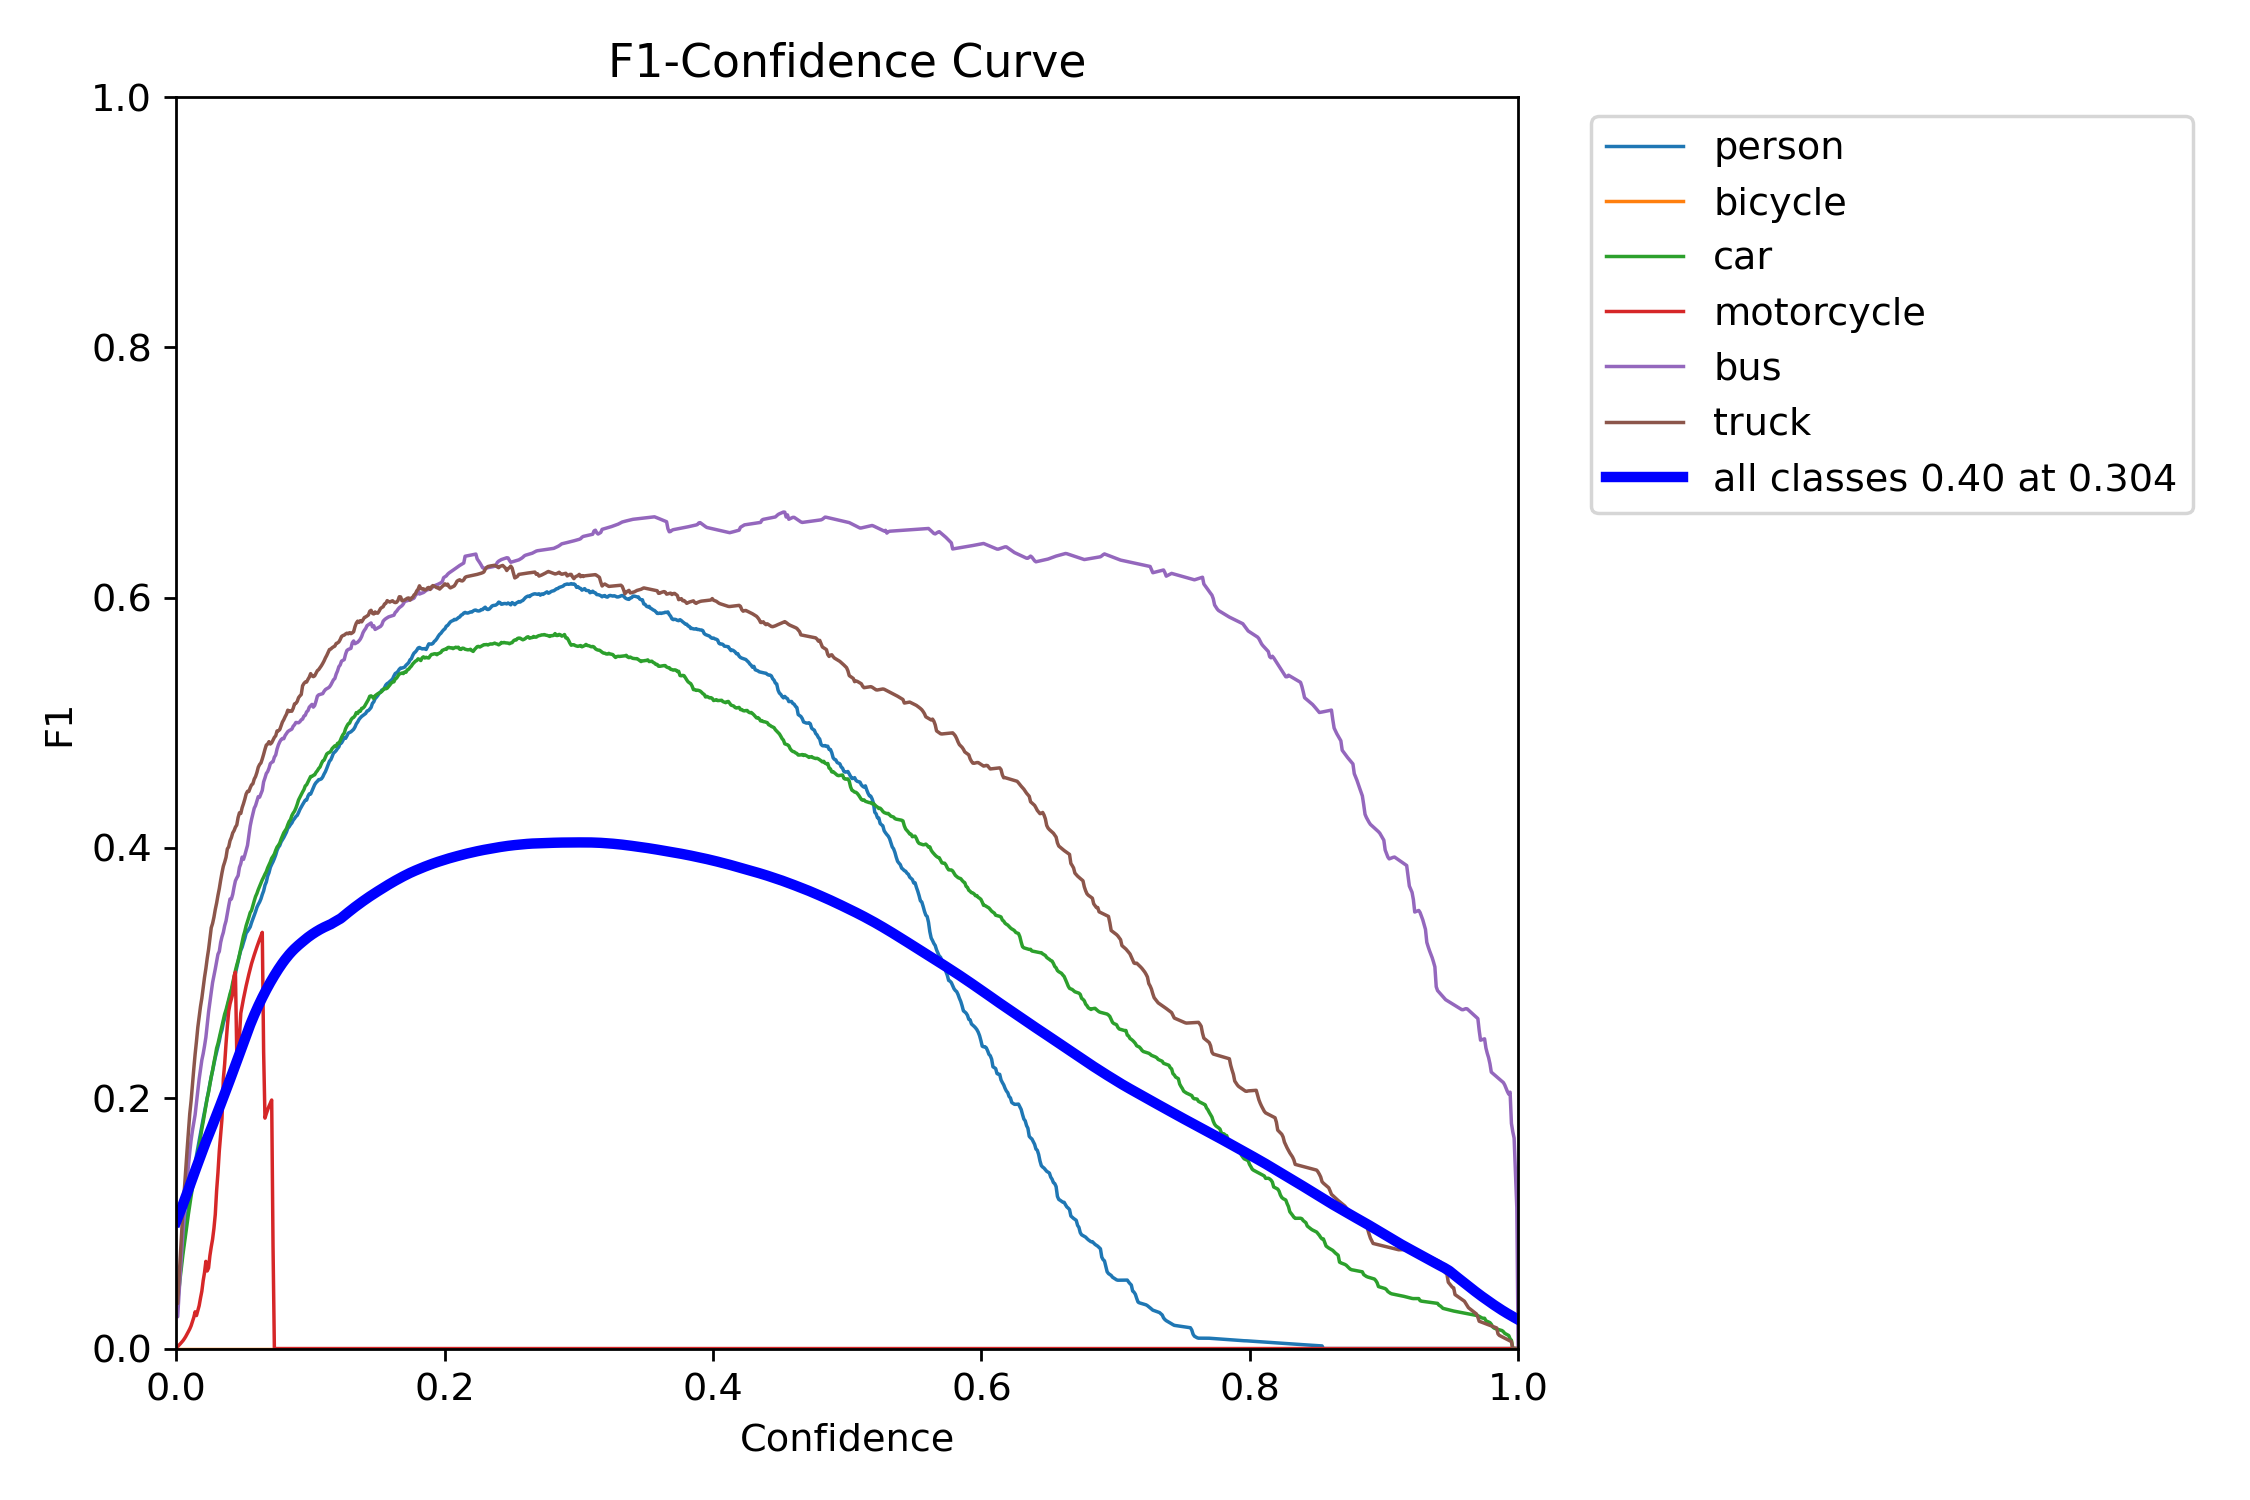 F1-Confidence Curve
1.0
0.8
0.6
0.4
0.2
0.0
F1
0.0 0.2 0.4 0.6 0.8 1.0
Confidence
person
bicycle
car
motorcycle
bus
truck
all classes 0.40 at 0.304